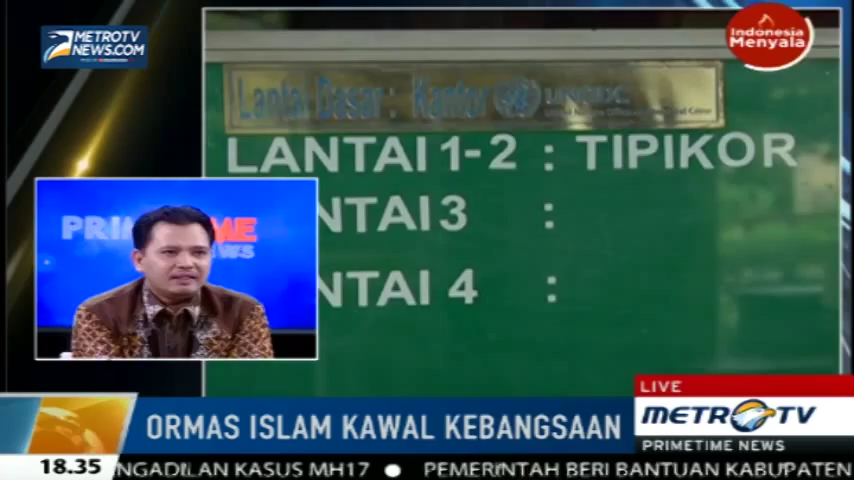 METROTV
NEWS.COM
Indonesia
Menyala
Lantai Dasar : Kantor UNODC
LANTAI 1-2 : TIPIKOR
NTAI 3 :
NTAI 4 :
PRIME
NEWS
ORMAS ISLAM KAWAL KEBANGSAAN
LIVE
METROTV
PRIMETIME NEWS
18.35 NGADILAN KASUS MH17 ● PEMERINTAH BERI BANTUAN KABUPATEN